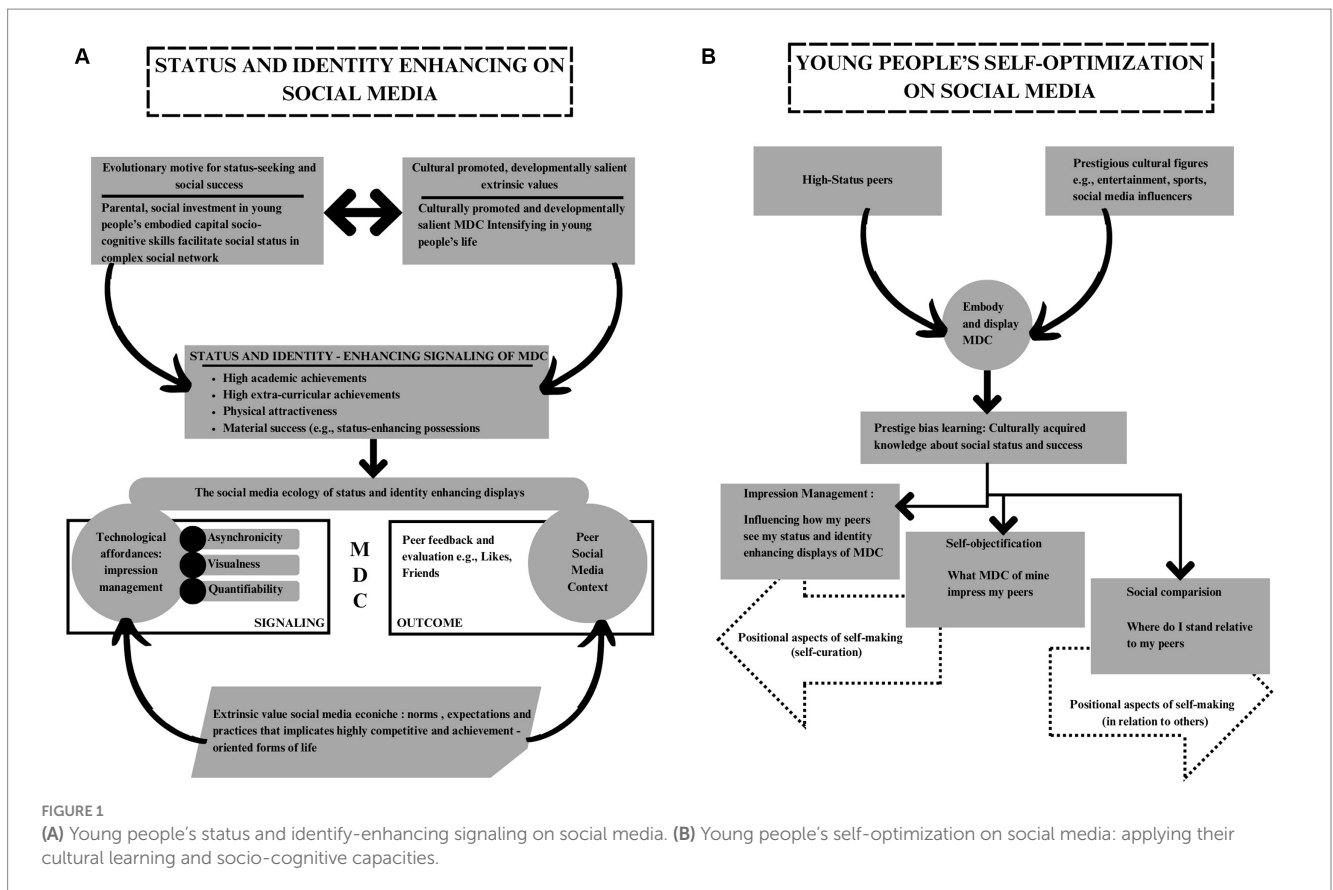 A
STATUS AND IDENTITY ENHANCING ON
SOCIAL MEDIA
Evolutionary motive for status-seeking and
social success
Parental, social investment in young
people's embodied capital socio-
cognitive skills facilitate social status in
complex social network
Cultural promoted, developmentally salient
extrinsic values
Culturally promoted and developmentally
salient MDC Intensifying in young
people's life
STATUS AND IDENTITY - ENHANCING SIGNALING OF MDC
• High academic achievements
• High extra-curricular achievements
• Physical attractiveness
• Material success (e.g., status-enhancing possessions
The social media ecology of status and identity enhancing displays
Technological
affordances:
impression
management
Asynchronicity
Visualness
Quantifiability
SIGNALING
M
D
C
Peer feedback and
evaluation e.g., Likes,
Friends
OUTCOME
Peer
Social
Media
Context
Extrinsic value social media econiche : norms , expectations and
practices that implicates highly competitive and achievement -
oriented forms of life
B
YOUNG PEOPLE'S SELF-OPTIMIZATION
ON SOCIAL MEDIA
High-Status peers
Prestigious cultural figures
e.g., entertainment, sports,
social media influencers
Embody
and display
MDC
Prestige bias learning: Culturally acquired
knowledge about social status and success
Impression Management :
Influencing how my peers
see my status and identity
enhancing displays of MDC
Self-objectification
What MDC of mine
impress my peers
Social comparision
Where do I stand relative
to my peers
Positional aspects of self-making
(self-curation)
Positional aspects of self-making
(in relation to others)
FIGURE 1
(A) Young people's status and identify-enhancing signaling on social media. (B) Young people's self-optimization on social media: applying their
cultural learning and socio-cognitive capacities.